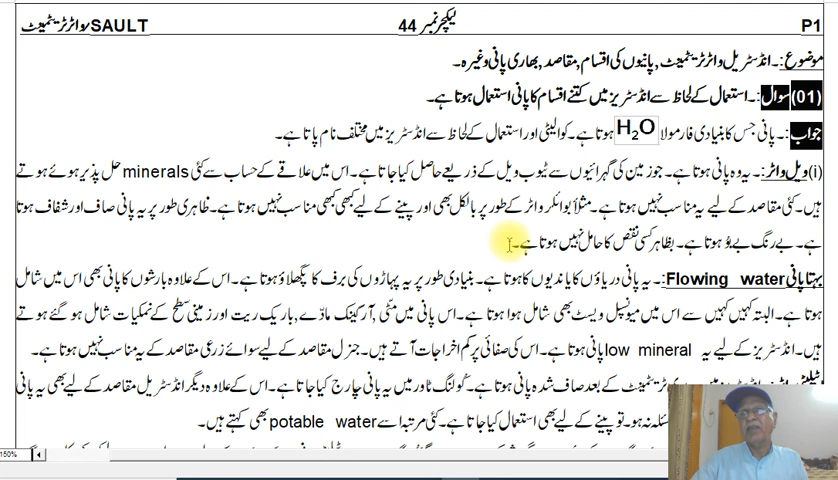 P1 لیکچر نمبر 44 SAULT/واٹر ٹریٹمینٹ
موضوع:۔ انڈسٹریل واٹر ٹریٹمینٹ, پانیوں کی اقسام, مقاصد, بھاری پانی وغیرہ۔
(01) سوال:۔ استعمال کے لحاظ سے انڈسٹریز میں کتنے اقسام کا پانی استعمال ہوتا ہے۔
جواب:۔ پانی جس کا بنیادی فارمولا H2O ہوتا ہے۔ کوالیٹی اور استعمال کے لحاظ سے انڈسٹریز میں مختلف نام پاتا ہے۔
(i) ویل واٹر:۔ یہ وہ پانی ہوتا ہے۔ جو زمین کی گہرائیوں سے ٹیوب ویل کے ذریعے حاصل کیا جاتا ہے۔ اس میں علاقے کے حساب سے کئی minerals حل پذیر ہوئے ہوتے
ہیں۔ کئی مقاصد کے لیے یہ مناسب نہیں ہوتا ہے۔ مثلاً بوائلر واٹر کے طور پر بالکل بھی اور پینے کے لیے کبھی کبھی مناسب نہیں ہوتا ہے۔ ظاہری طور پر یہ پانی صاف اور شفاف ہوتا
ہے۔ بے رنگ بے بُو ہوتا ہے۔ بظاہر کسی نقص کا حامل نہیں ہوتا ہے۔
بہتا پانی Flowing water:۔ یہ پانی دریاؤں کا یا ندیوں کا ہوتا ہے۔ بنیادی طور پر یہ پہاڑوں کی برف کا پگھلاؤ ہوتا ہے۔ اس کے علاوہ بارشوں کا پانی بھی اس میں شامل
ہوتا ہے۔ البتہ کہیں کہیں سے اس میں میونسپل ویسٹ بھی شامل ہوا ہوتا ہے۔ اس پانی میں مٹی, آرگینک مادّے, باریک ریت اور زمینی سطح کے نمکیات شامل ہو گئے ہوتے
ہیں۔ انڈسٹریز کے لیے یہ low mineral پانی ہوتا ہے۔ اس کی صفائی پر کم اخراجات آتے ہیں۔ جنرل مقاصد کے لیے سوائے زرعی مقاصد کے یہ مناسب نہیں ہوتا ہے۔
ٹریٹمینٹ کے بعد صاف شدہ پانی ہوتا ہے۔ کُولنگ ٹاور میں یہ پانی چارج کیا جاتا ہے۔ اس کے علاوہ دیگر انڈسٹریل مقاصد کے لیے بھی یہ پانی
مسئلہ نہ ہو۔ تو پینے کے لیے بھی استعمال کیا جاتا ہے۔ کئی مرتبہ اسے potable water بھی کہتے ہیں۔
150%